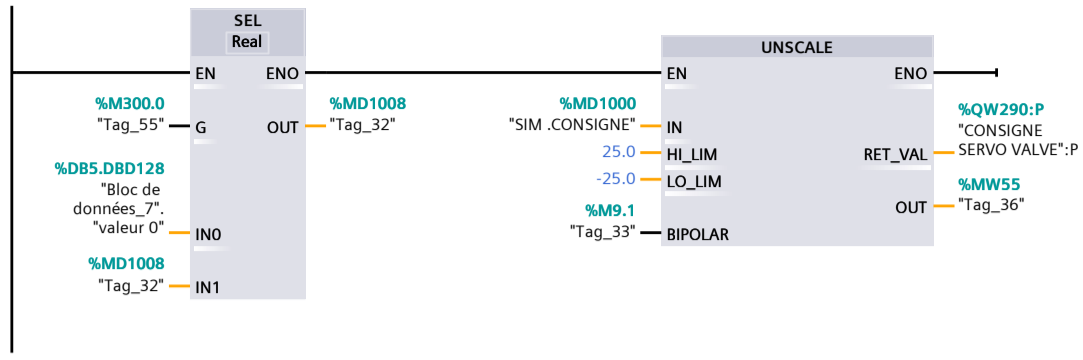 SEL
Real
EN
ENO
%M300.0
"Tag_55"
G
OUT
%MD1008
"Tag_32"
%DB5.DBD128
"Bloc de
données_7".
"valeur 0"
IN0
%MD1008
"Tag_32"
IN1
UNSCALE
EN
ENO
%MD1000
"SIM .CONSIGNE"
IN
25.0
HI_LIM
-25.0
LO_LIM
%M9.1
"Tag_33"
BIPOLAR
RET_VAL
%QW290:P
"CONSIGNE
SERVO VALVE":P
OUT
%MW55
"Tag_36"